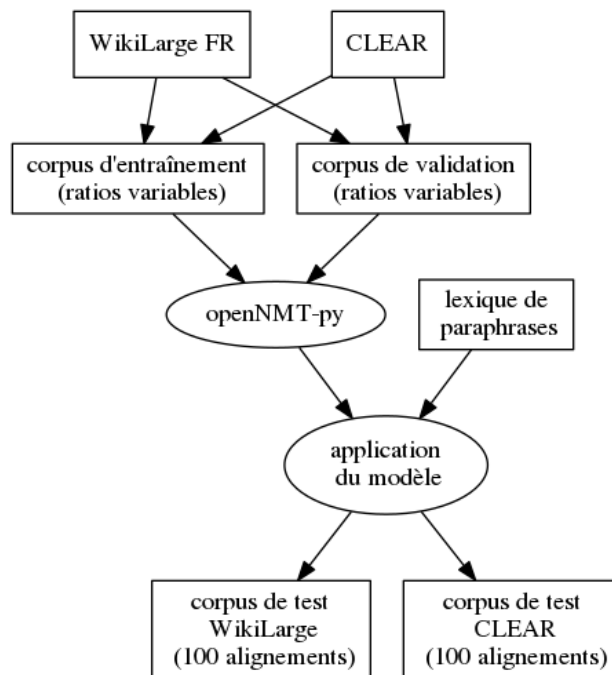 WikiLarge FR
CLEAR
corpus d'entraînement
(ratios variables)
corpus de validation
(ratios variables)
openNMT-py
lexique de
paraphrases
application
du modèle
corpus de test
WikiLarge
(100 alignements)
corpus de test
CLEAR
(100 alignements)